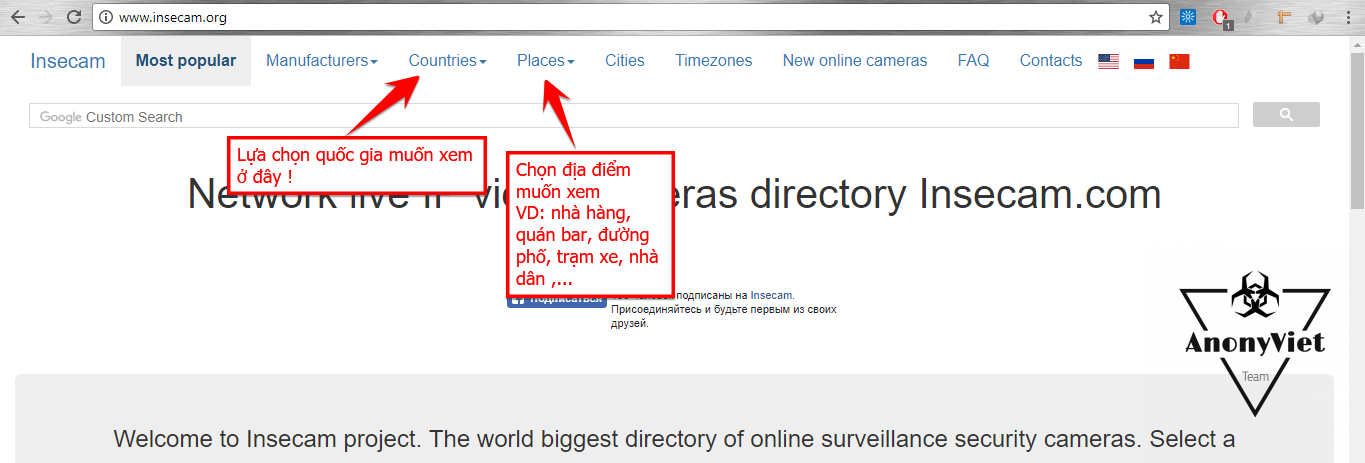 www.insecam.org
1
Insecam Most popular Manufacturers Countries Places Cities Timezones New online cameras FAQ Contacts
Google Custom Search
Lựa chọn quốc gia muốn xem
ở đây !
Chọn địa điểm
muốn xem
VD: nhà hàng,
quán bar, đường
phố, trạm xe, nhà
dân ,...
Network live IP eras directory Insecam.com
Подписаться
подписаны на Insecam.
Присоединяйтесь и будьте первым из своих
друзей.
AnonyViet
Team
Welcome to Insecam project. The world biggest directory of online surveillance security cameras. Select a